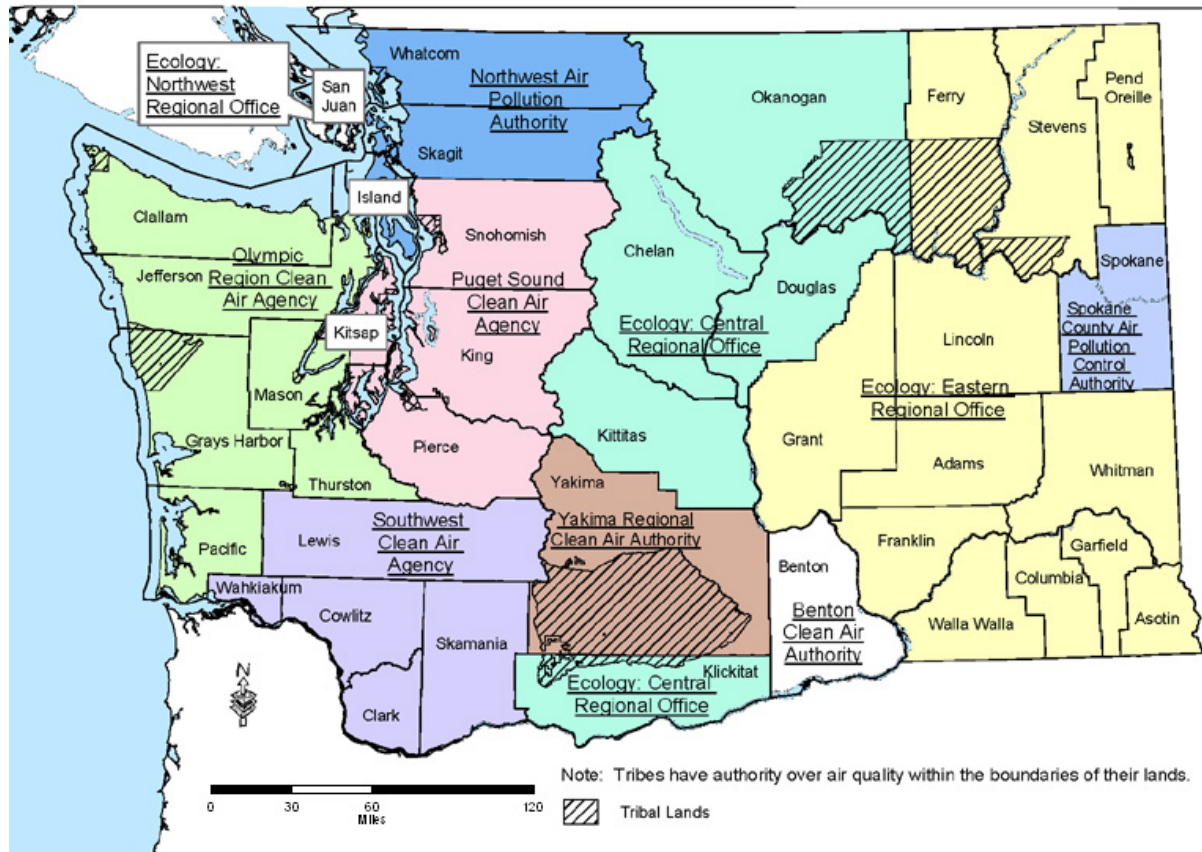 Ecology:
Northwest
Regional Office
San
Juan
Whatcom
Northwest Air
Pollution
Authority
Skagit
Okanogan
Ferry
Stevens
Pend
Oreille
Island
Clallam
Olympic
Region Clean
Air Agency
Jefferson
Snohomish
Puget Sound
Clean Air
Agency
King
Kitsap
Chelan
Douglas
Ecology: Central
Regional Office
Spokane
Spokane
County Air
Pollution
Control
Authority
Lincoln
Ecology: Eastern
Regional Office
Mason
Grays Harbor
Thurston
Pierce
Kittitas
Grant
Adams
Whitman
Yakima
Yakima Regional
Clean Air Authority
Pacific
Lewis
Southwest
Clean Air
Agency
Wahkiakum
Cowlitz
Skamania
Clark
Benton
Benton
Clean Air
Authority
Franklin
Walla Walla
Columbia
Garfield
Asotin
Klickitat
Ecology: Central
Regional Office
N
0 30 60 120
Miles
Note: Tribes have authority over air quality within the boundaries of their lands.
Tribal Lands